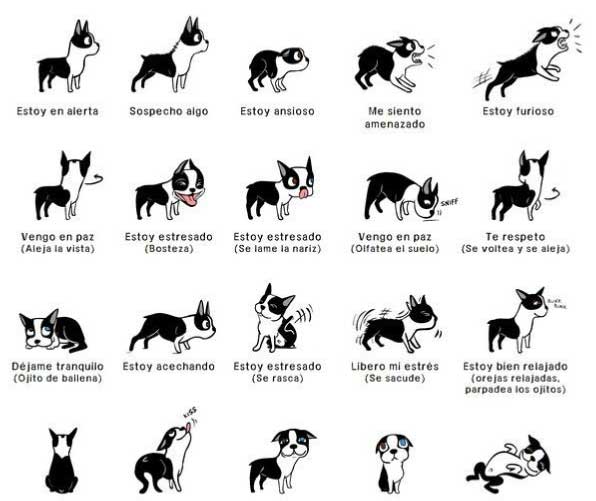 Estoy en alerta
Sospecho algo
Estoy ansioso
Me siento
amenazado
Estoy furioso
Vengo en paz
(Aleja la vista)
Estoy estresado
(Bosteza)
Estoy estresado
(Se lame la nariz)
SNIFF
Vengo en paz
(Olfatea el suelo)
Te respeto
(Se voltea y se aleja)
Déjame tranquilo
(Ojito de ballena)
Estoy acechando
Estoy estresado
(Se rasca)
Libero mi estrés
(Se sacude)
BLINK
BLINK
Estoy bien relajado
(orejas relajadas,
parpadea los ojitos)
KISS